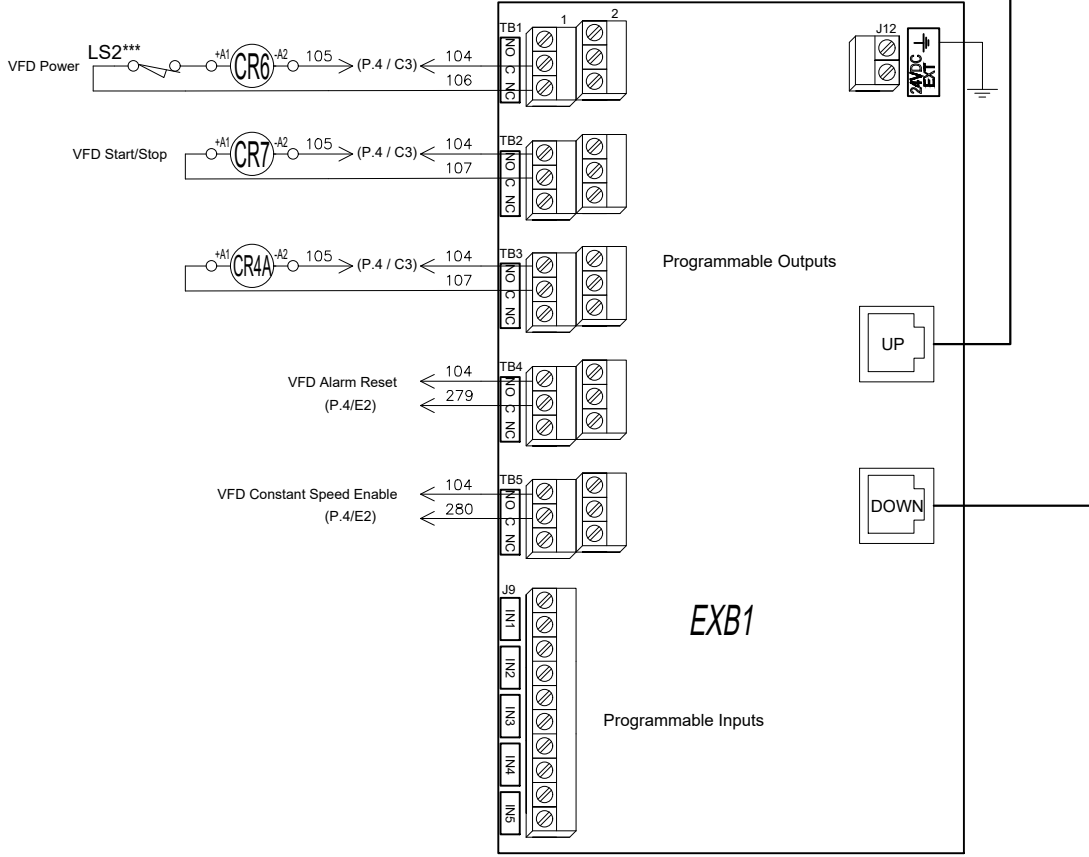 TB1
1
2
J12
24VDC
EXT
NO C NC
VFD Power
LS2***
+A1
CR6
-A2
105
(P.4 / C3)
104
106
TB2
NO C NC
VFD Start/Stop
+A1
CR7
-A2
105
(P.4 / C3)
104
107
TB3
NO C NC
+A1
CR4A
-A2
105
(P.4 / C3)
104
107
Programmable Outputs
UP
TB4
NO C NC
VFD Alarm Reset
(P.4/E2)
104
279
TB5
NO C NC
VFD Constant Speed Enable
(P.4/E2)
104
280
DOWN
J9
IN1
IN2
IN3
IN4
IN5
EXB1
Programmable Inputs